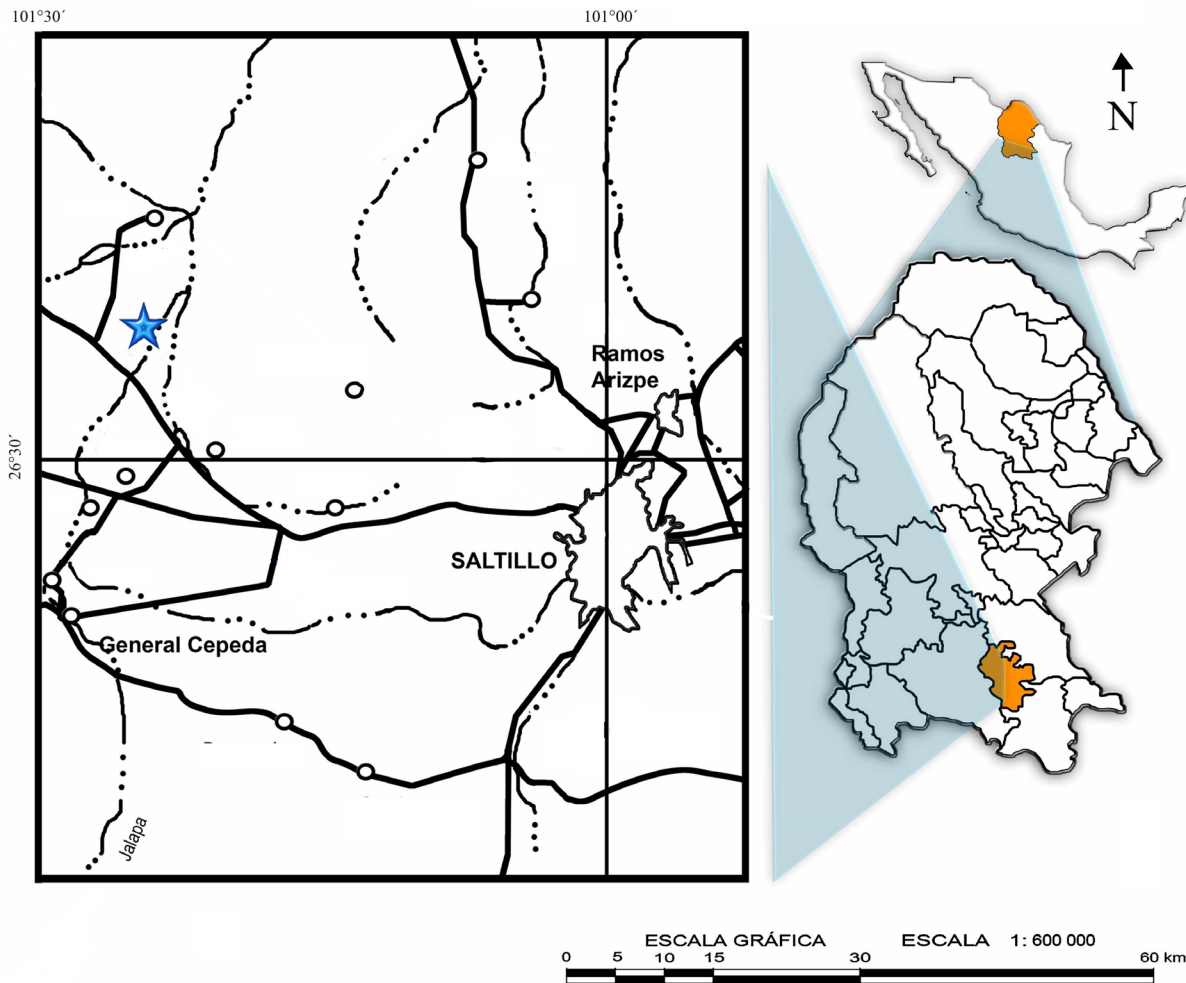 101°30´
101°00´
N
Ramos
Arizpe
26°30´
SALTILLO
General Cepeda
Jalapa
ESCALA GRÁFICA
ESCALA 1: 600 000
0 5 10 15 30 60 km